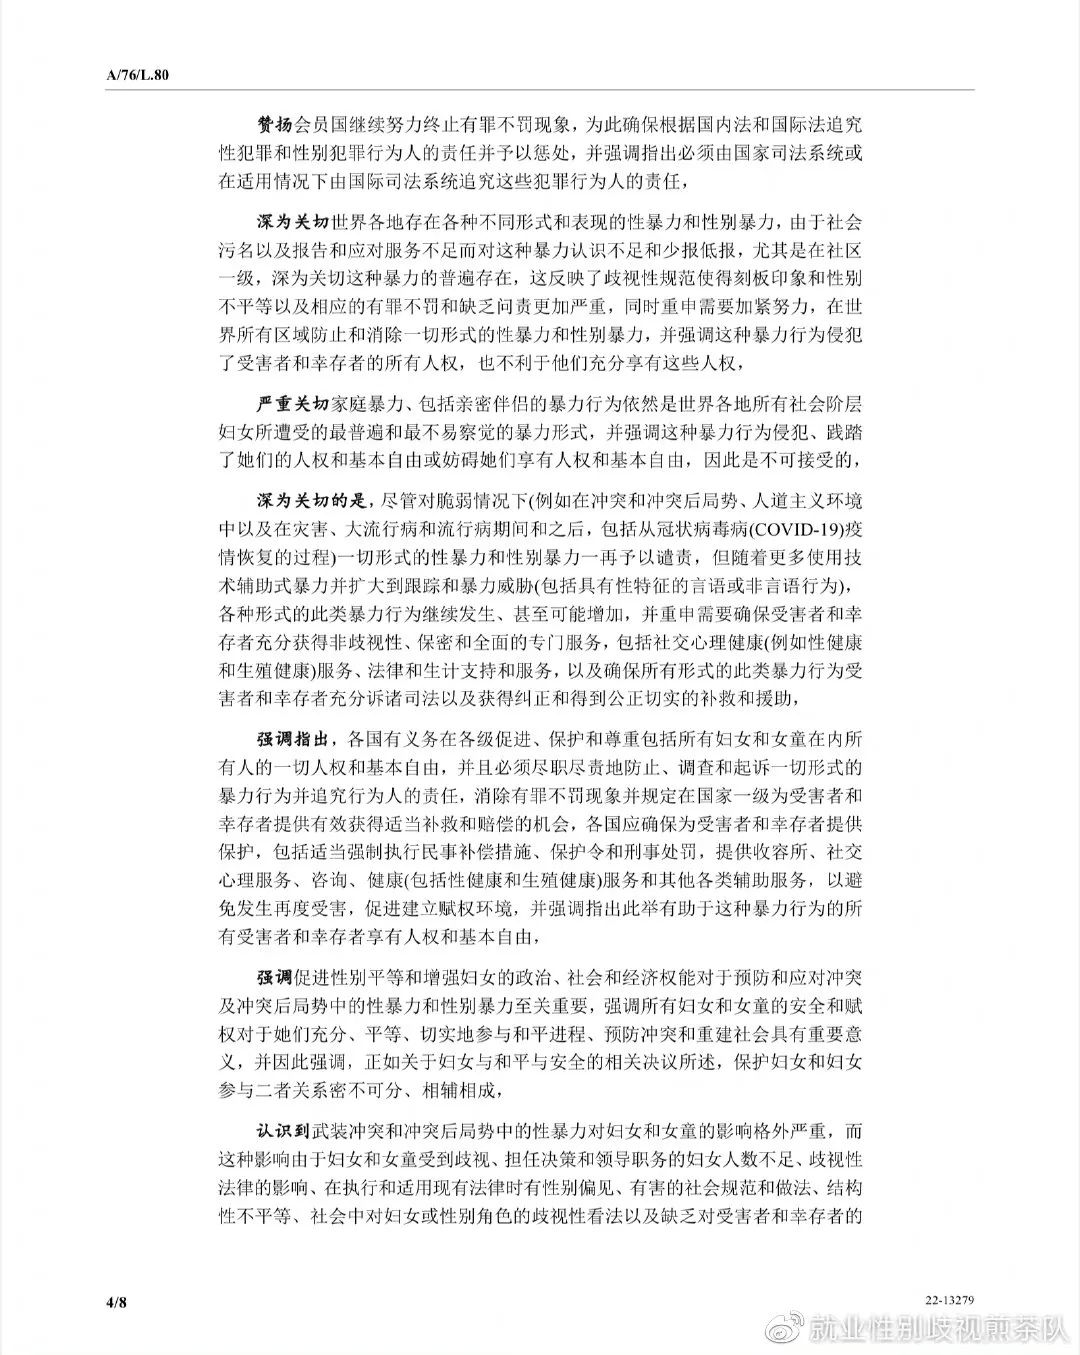 A/76/L.80
赞扬会员国继续努力终止有罪不罚现象，为此确保根据国内法和国际法追究
性犯罪和性别犯罪行为人的责任并予以惩处，并强调指出必须由国家司法系统或
在适用情况下由国际司法系统追究这些犯罪行为人的责任，
深为关切世界各地存在各种不同形式和表现的性暴力和性别暴力，由于社会
污名以及报告和应对服务不足而对这种暴力认识不足和少报低报，尤其是在社区
一级，深为关切这种暴力的普遍存在，这反映了歧视性规范使得刻板印象和性别
不平等以及相应的有罪不罚和缺乏问责更加严重，同时重申需要加紧努力，在世
界所有区域防止和消除一切形式的性暴力和性别暴力，并强调这种暴力行为侵犯
了受害者和幸存者的所有人权，也不利于他们充分享有这些人权，
严重关切家庭暴力、包括亲密伴侣的暴力行为依然是世界各地所有社会阶层
妇女所遭受的最普遍和最不易察觉的暴力形式，并强调这种暴力行为侵犯、践踏
了她们的人权和基本自由或妨碍她们享有人权和基本自由，因此是不可接受的，
深为关切的是，尽管对脆弱情况下(例如在冲突和冲突后局势、人道主义环境
中以及在灾害、大流行病和流行病期间和之后，包括从冠状病毒病(COVID-19)疫
情恢复的过程)一切形式的性暴力和性别暴力一再予以谴责，但随着更多使用技
术辅助式暴力并扩大到跟踪和暴力威胁(包括具有性特征的言语或非言语行为)，
各种形式的此类暴力行为继续发生、甚至可能增加，并重申需要确保受害者和幸
存者充分获得非歧视性、保密和全面的专门服务，包括社交心理健康(例如性健康
和生殖健康)服务、法律和生计支持和服务，以及确保所有形式的此类暴力行为受
害者和幸存者充分诉诸司法以及获得纠正和得到公正切实的补救和援助，
强调指出，各国有义务在各级促进、保护和尊重包括所有妇女和女童在内所
有人的一切人权和基本自由，并且必须尽职尽责地防止、调查和起诉一切形式的
暴力行为并追究行为人的责任，消除有罪不罚现象并规定在国家一级为受害者和
幸存者提供有效获得适当补救和赔偿的机会，各国应确保为受害者和幸存者提供
保护，包括适当强制执行民事补偿措施、保护令和刑事处罚，提供收容所、社交
心理服务、咨询、健康(包括性健康和生殖健康)服务和其他各类辅助服务，以避
免发生再度受害，促进建立赋权环境，并强调指出此举有助于这种暴力行为的所
有受害者和幸存者享有人权和基本自由，
强调促进性别平等和增强妇女的政治、社会和经济权能对于预防和应对冲突
及冲突后局势中的性暴力和性别暴力至关重要，强调所有妇女和女童的安全和赋
权对于她们充分、平等、切实地参与和平进程、预防冲突和重建社会具有重要意
义，并因此强调，正如关于妇女与和平与安全的相关决议所述，保护妇女和妇女
参与二者关系密不可分、相辅相成，
认识到武装冲突和冲突后局势中的性暴力对妇女和女童的影响格外严重，而
这种影响由于妇女和女童受到歧视、担任决策和领导职务的妇女人数不足、歧视性
法律的影响、在执行和适用现有法律时有性别偏见、有害的社会规范和做法、结构
性不平等、社会中对妇女或性别角色的歧视性看法以及缺乏对受害者和幸存者的
4/8
22-13279
就业性别歧视煎茶队